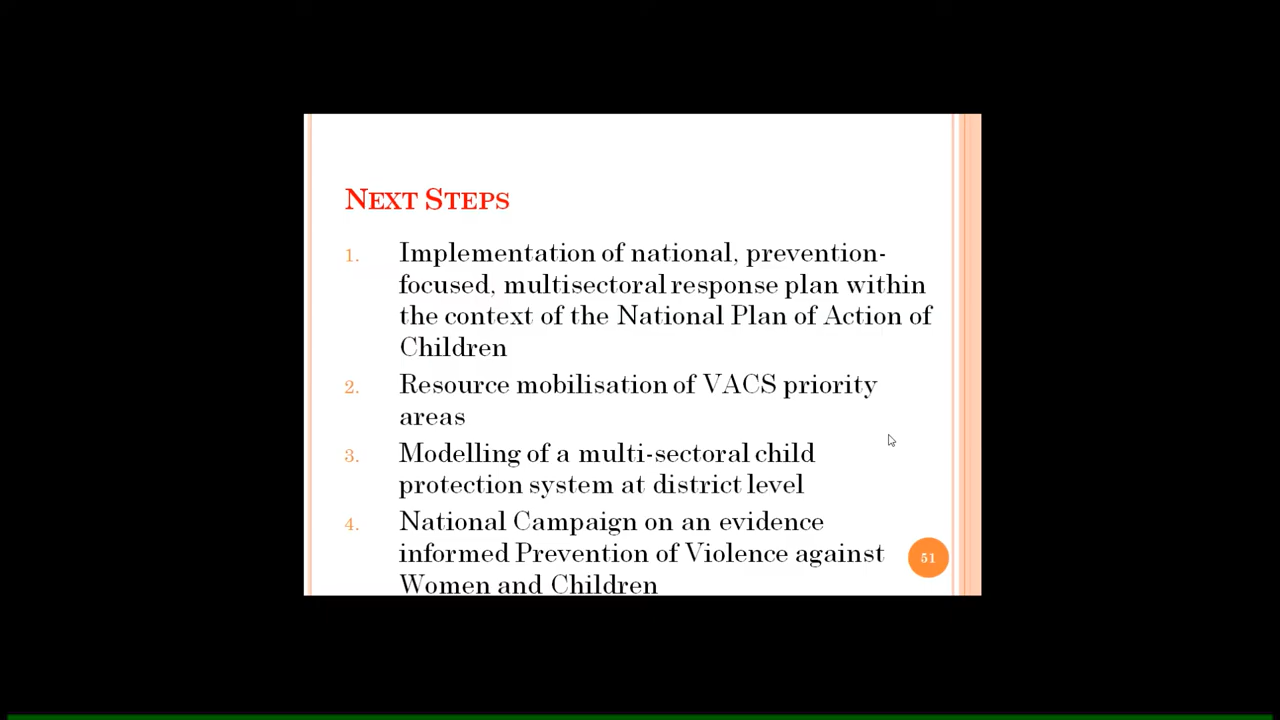 NEXT STEPS
1. Implementation of national, prevention-
focused, multisectoral response plan within
the context of the National Plan of Action of
Children
2. Resource mobilisation of VACS priority
areas
3. Modelling of a multi-sectoral child
protection system at district level
4. National Campaign on an evidence
informed Prevention of Violence against
Women and Children
51